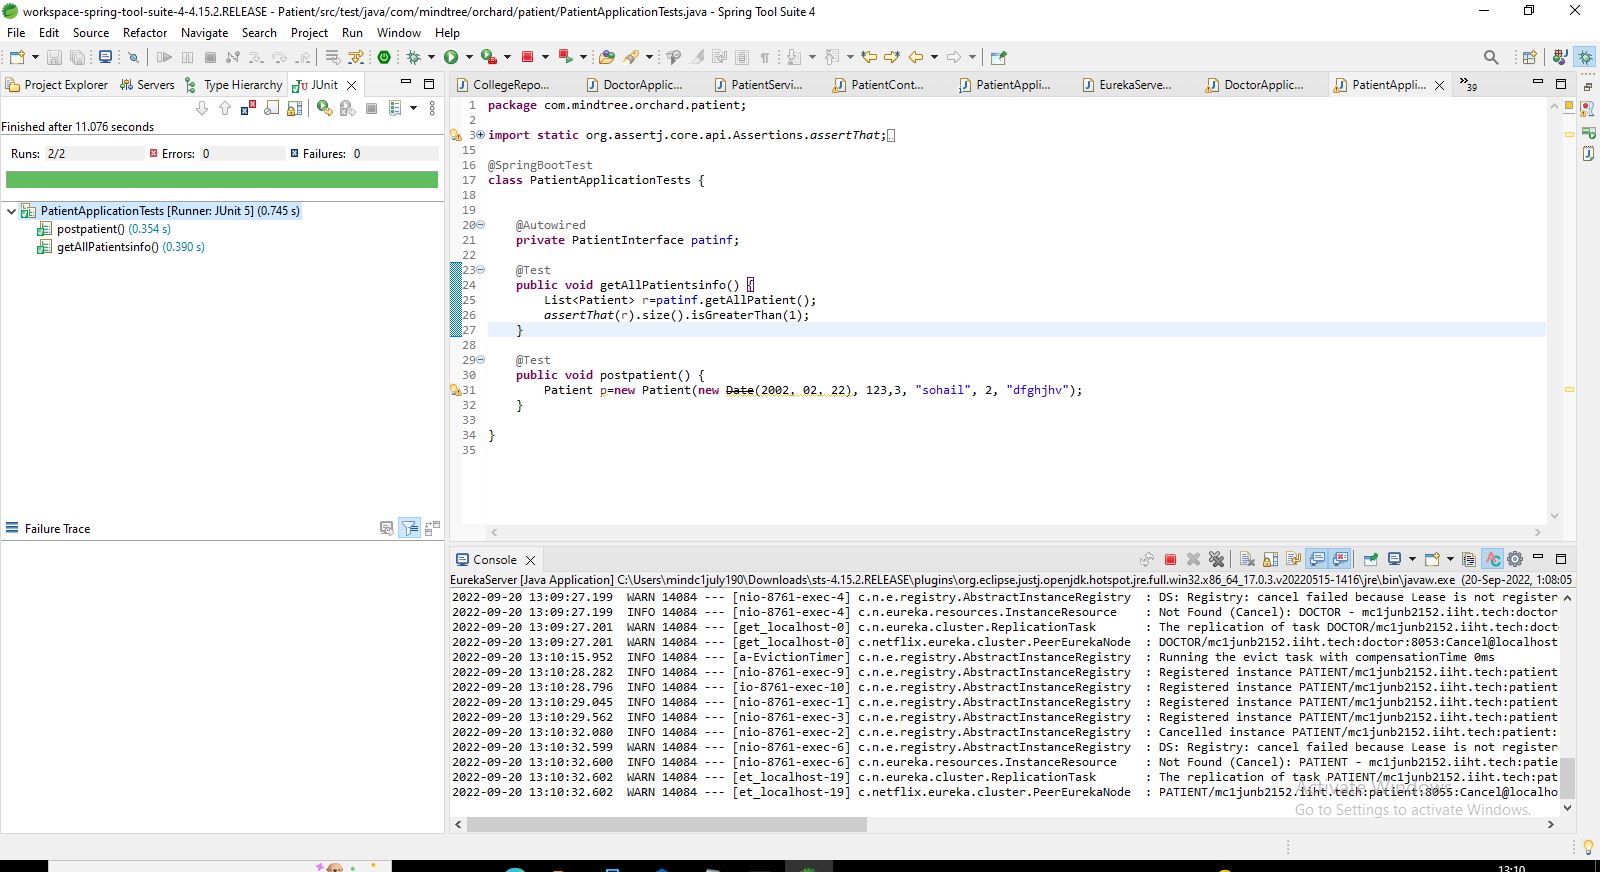 workspace-spring-tool-suite-4-4.15.2.RELEASE - Patient/src/test/java/com/mindtree/orchard/patient/PatientApplicationTests.java - Spring Tool Suite 4
File Edit Source Refactor Navigate Search Project Run Window Help
Project Explorer Servers Type Hierarchy JUnit
Finished after 11.076 seconds
Runs: 2/2 Errors: 0 Failures: 0
PatientApplicationTests [Runner: JUnit 5] (0.745 s)
postpatient() (0.354 s)
getAllPatientsinfo() (0.390 s)
Failure Trace
CollegeRepo... DoctorApplic... PatientServi... PatientCont... PatientAppli... EurekaServe... DoctorApplic... PatientAppli... »39
1 package com.mindtree.orchard.patient;
2
3 import static org.assertj.core.api.Assertions.assertThat;
15
16 @SpringBootTest
17 class PatientApplicationTests {
18
19
20 @Autowired
21 private PatientInterface patinf;
22
23 @Test
24 public void getAllPatientsinfo() {
25 List<Patient> r=patinf.getAllPatient();
26 assertThat(r).size().isGreaterThan(1);
27 }
28
29 @Test
30 public void postpatient() {
31 Patient p=new Patient(new Date(2002, 02, 22), 123,3, "sohail", 2, "dfghjhv");
32 }
33
34 }
35
Console
EurekaServer [Java Application] C:\Users\mindc1july190\Downloads\sts-4.15.2.RELEASE\plugins\org.eclipse.justj.openjdk.hotspot.jre.full.win32.x86_64_17.0.3.v20220515-1416\jre\bin\javaw.exe (20-Sep-2022, 1:08:05
2022-09-20 13:09:27.199 WARN 14084 --- [nio-8761-exec-4] c.n.e.registry.AbstractInstanceRegistry : DS: Registry: cancel failed because Lease is not register
2022-09-20 13:09:27.199 INFO 14084 --- [nio-8761-exec-4] c.n.eureka.resources.InstanceResource : Not Found (Cancel): DOCTOR - mc1junb2152.iiht.tech:doctor
2022-09-20 13:09:27.201 WARN 14084 --- [get_localhost-0] c.n.eureka.cluster.ReplicationTask : The replication of task DOCTOR/mc1junb2152.iiht.tech:doct
2022-09-20 13:09:27.201 WARN 14084 --- [get_localhost-0] c.netflix.eureka.cluster.PeerEurekaNode : DOCTOR/mc1junb2152.iiht.tech:doctor:8053:Cancel@localhost
2022-09-20 13:10:15.952 INFO 14084 --- [a-EvictionTimer] c.n.e.registry.AbstractInstanceRegistry : Running the evict task with compensationTime 0ms
2022-09-20 13:10:28.282 INFO 14084 --- [nio-8761-exec-9] c.n.e.registry.AbstractInstanceRegistry : Registered instance PATIENT/mc1junb2152.iiht.tech:patient
2022-09-20 13:10:28.796 INFO 14084 --- [io-8761-exec-10] c.n.e.registry.AbstractInstanceRegistry : Registered instance PATIENT/mc1junb2152.iiht.tech:patient
2022-09-20 13:10:29.045 INFO 14084 --- [nio-8761-exec-1] c.n.e.registry.AbstractInstanceRegistry : Registered instance PATIENT/mc1junb2152.iiht.tech:patient
2022-09-20 13:10:29.562 INFO 14084 --- [nio-8761-exec-3] c.n.e.registry.AbstractInstanceRegistry : Registered instance PATIENT/mc1junb2152.iiht.tech:patient
2022-09-20 13:10:32.080 INFO 14084 --- [nio-8761-exec-2] c.n.e.registry.AbstractInstanceRegistry : Cancelled instance PATIENT/mc1junb2152.iiht.tech:patient:
2022-09-20 13:10:32.599 WARN 14084 --- [nio-8761-exec-6] c.n.e.registry.AbstractInstanceRegistry : DS: Registry: cancel failed because Lease is not register
2022-09-20 13:10:32.600 INFO 14084 --- [nio-8761-exec-6] c.n.eureka.resources.InstanceResource : Not Found (Cancel): PATIENT - mc1junb2152.iiht.tech:patie
2022-09-20 13:10:32.602 WARN 14084 --- [et_localhost-19] c.n.eureka.cluster.ReplicationTask : The replication of task PATIENT/mc1junb2152.iiht.tech:pat
2022-09-20 13:10:32.602 WARN 14084 --- [et_localhost-19] c.netflix.eureka.cluster.PeerEurekaNode : PATIENT/mc1junb2152.iiht.tech:patient:8055:Cancel@localho
Activate Windows
Go to Settings to activate Windows.
13:10